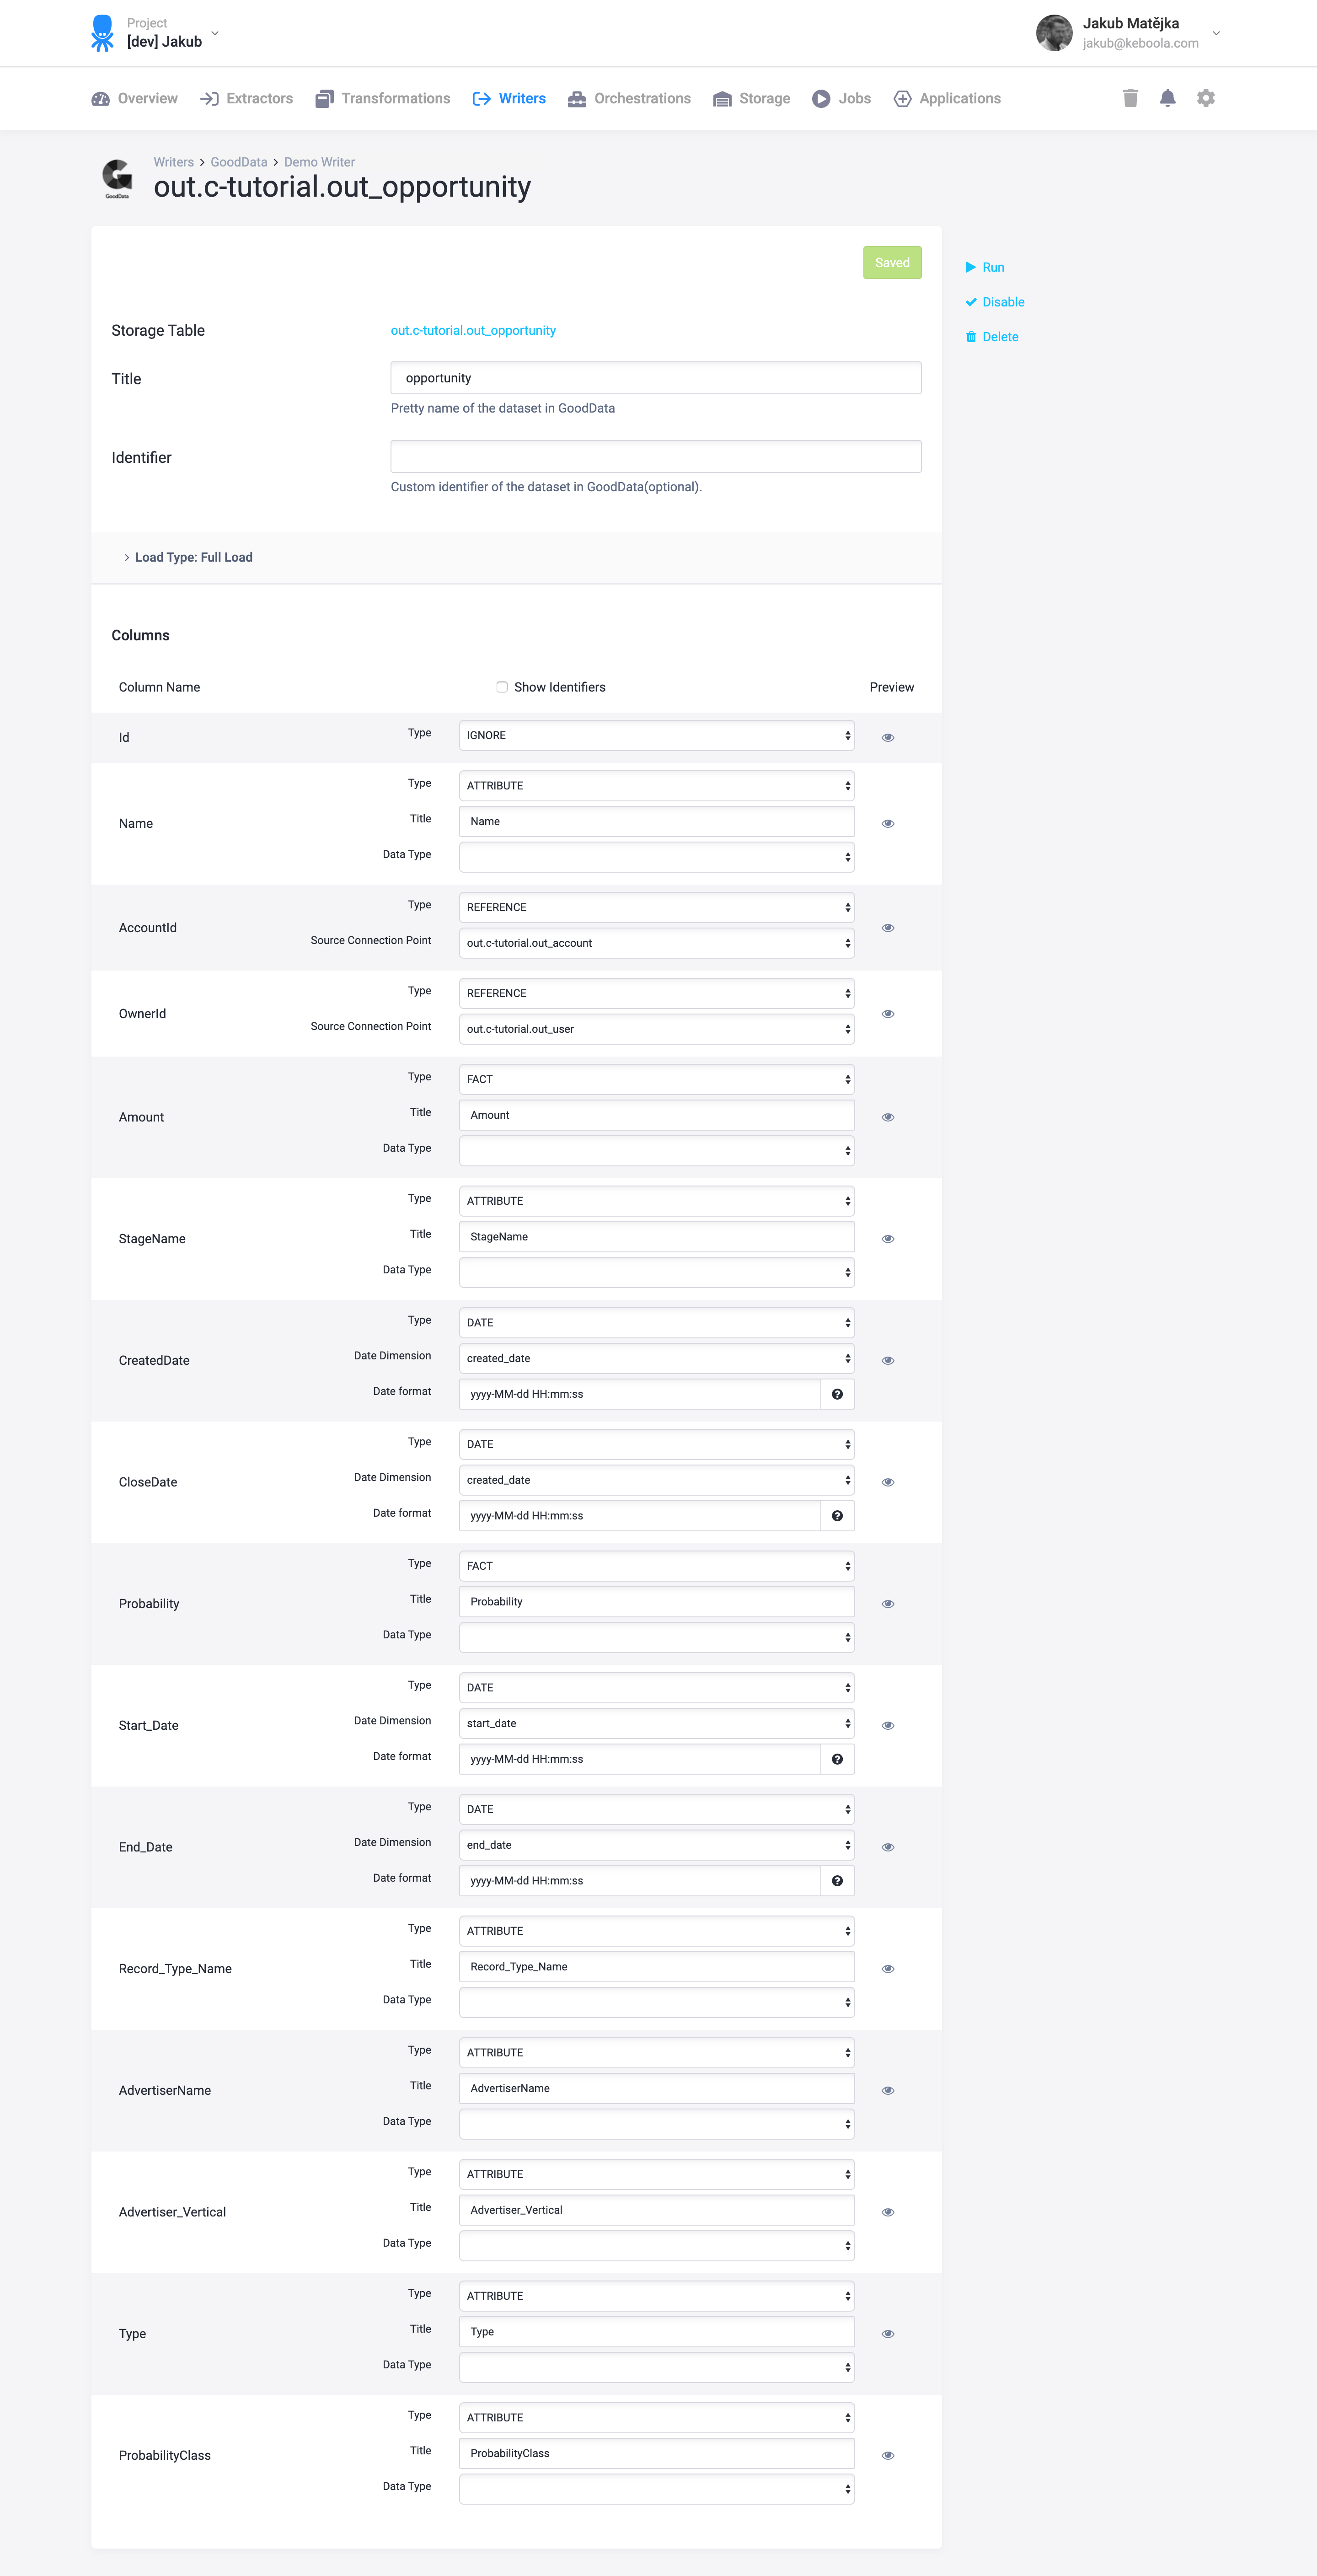 Project
[dev] Jakub
Jakub Matějka
jakub@keboola.com
Overview Extractors Transformations Writers Orchestrations Storage Jobs Applications
GoodData
Writers > GoodData > Demo Writer
out.c-tutorial.out_opportunity
Saved
Run
Disable
Delete
Storage Table out.c-tutorial.out_opportunity
Title opportunity
Pretty name of the dataset in GoodData
Identifier
Custom identifier of the dataset in GoodData(optional).
Load Type: Full Load
Columns
Column Name Show Identifiers Preview
Id Type IGNORE
Type ATTRIBUTE
Name Title Name
Data Type
Type REFERENCE
AccountId
Source Connection Point out.c-tutorial.out_account
Type REFERENCE
OwnerId
Source Connection Point out.c-tutorial.out_user
Type FACT
Amount Title Amount
Data Type
Type ATTRIBUTE
StageName Title StageName
Data Type
Type DATE
CreatedDate Date Dimension created_date
Date format yyyy-MM-dd HH:mm:ss
Type DATE
CloseDate Date Dimension created_date
Date format yyyy-MM-dd HH:mm:ss
Type FACT
Probability Title Probability
Data Type
Type DATE
Start_Date Date Dimension start_date
Date format yyyy-MM-dd HH:mm:ss
Type DATE
End_Date Date Dimension end_date
Date format yyyy-MM-dd HH:mm:ss
Type ATTRIBUTE
Record_Type_Name Title Record_Type_Name
Data Type
Type ATTRIBUTE
AdvertiserName Title AdvertiserName
Data Type
Type ATTRIBUTE
Advertiser_Vertical Title Advertiser_Vertical
Data Type
Type ATTRIBUTE
Type Title Type
Data Type
Type ATTRIBUTE
ProbabilityClass Title ProbabilityClass
Data Type